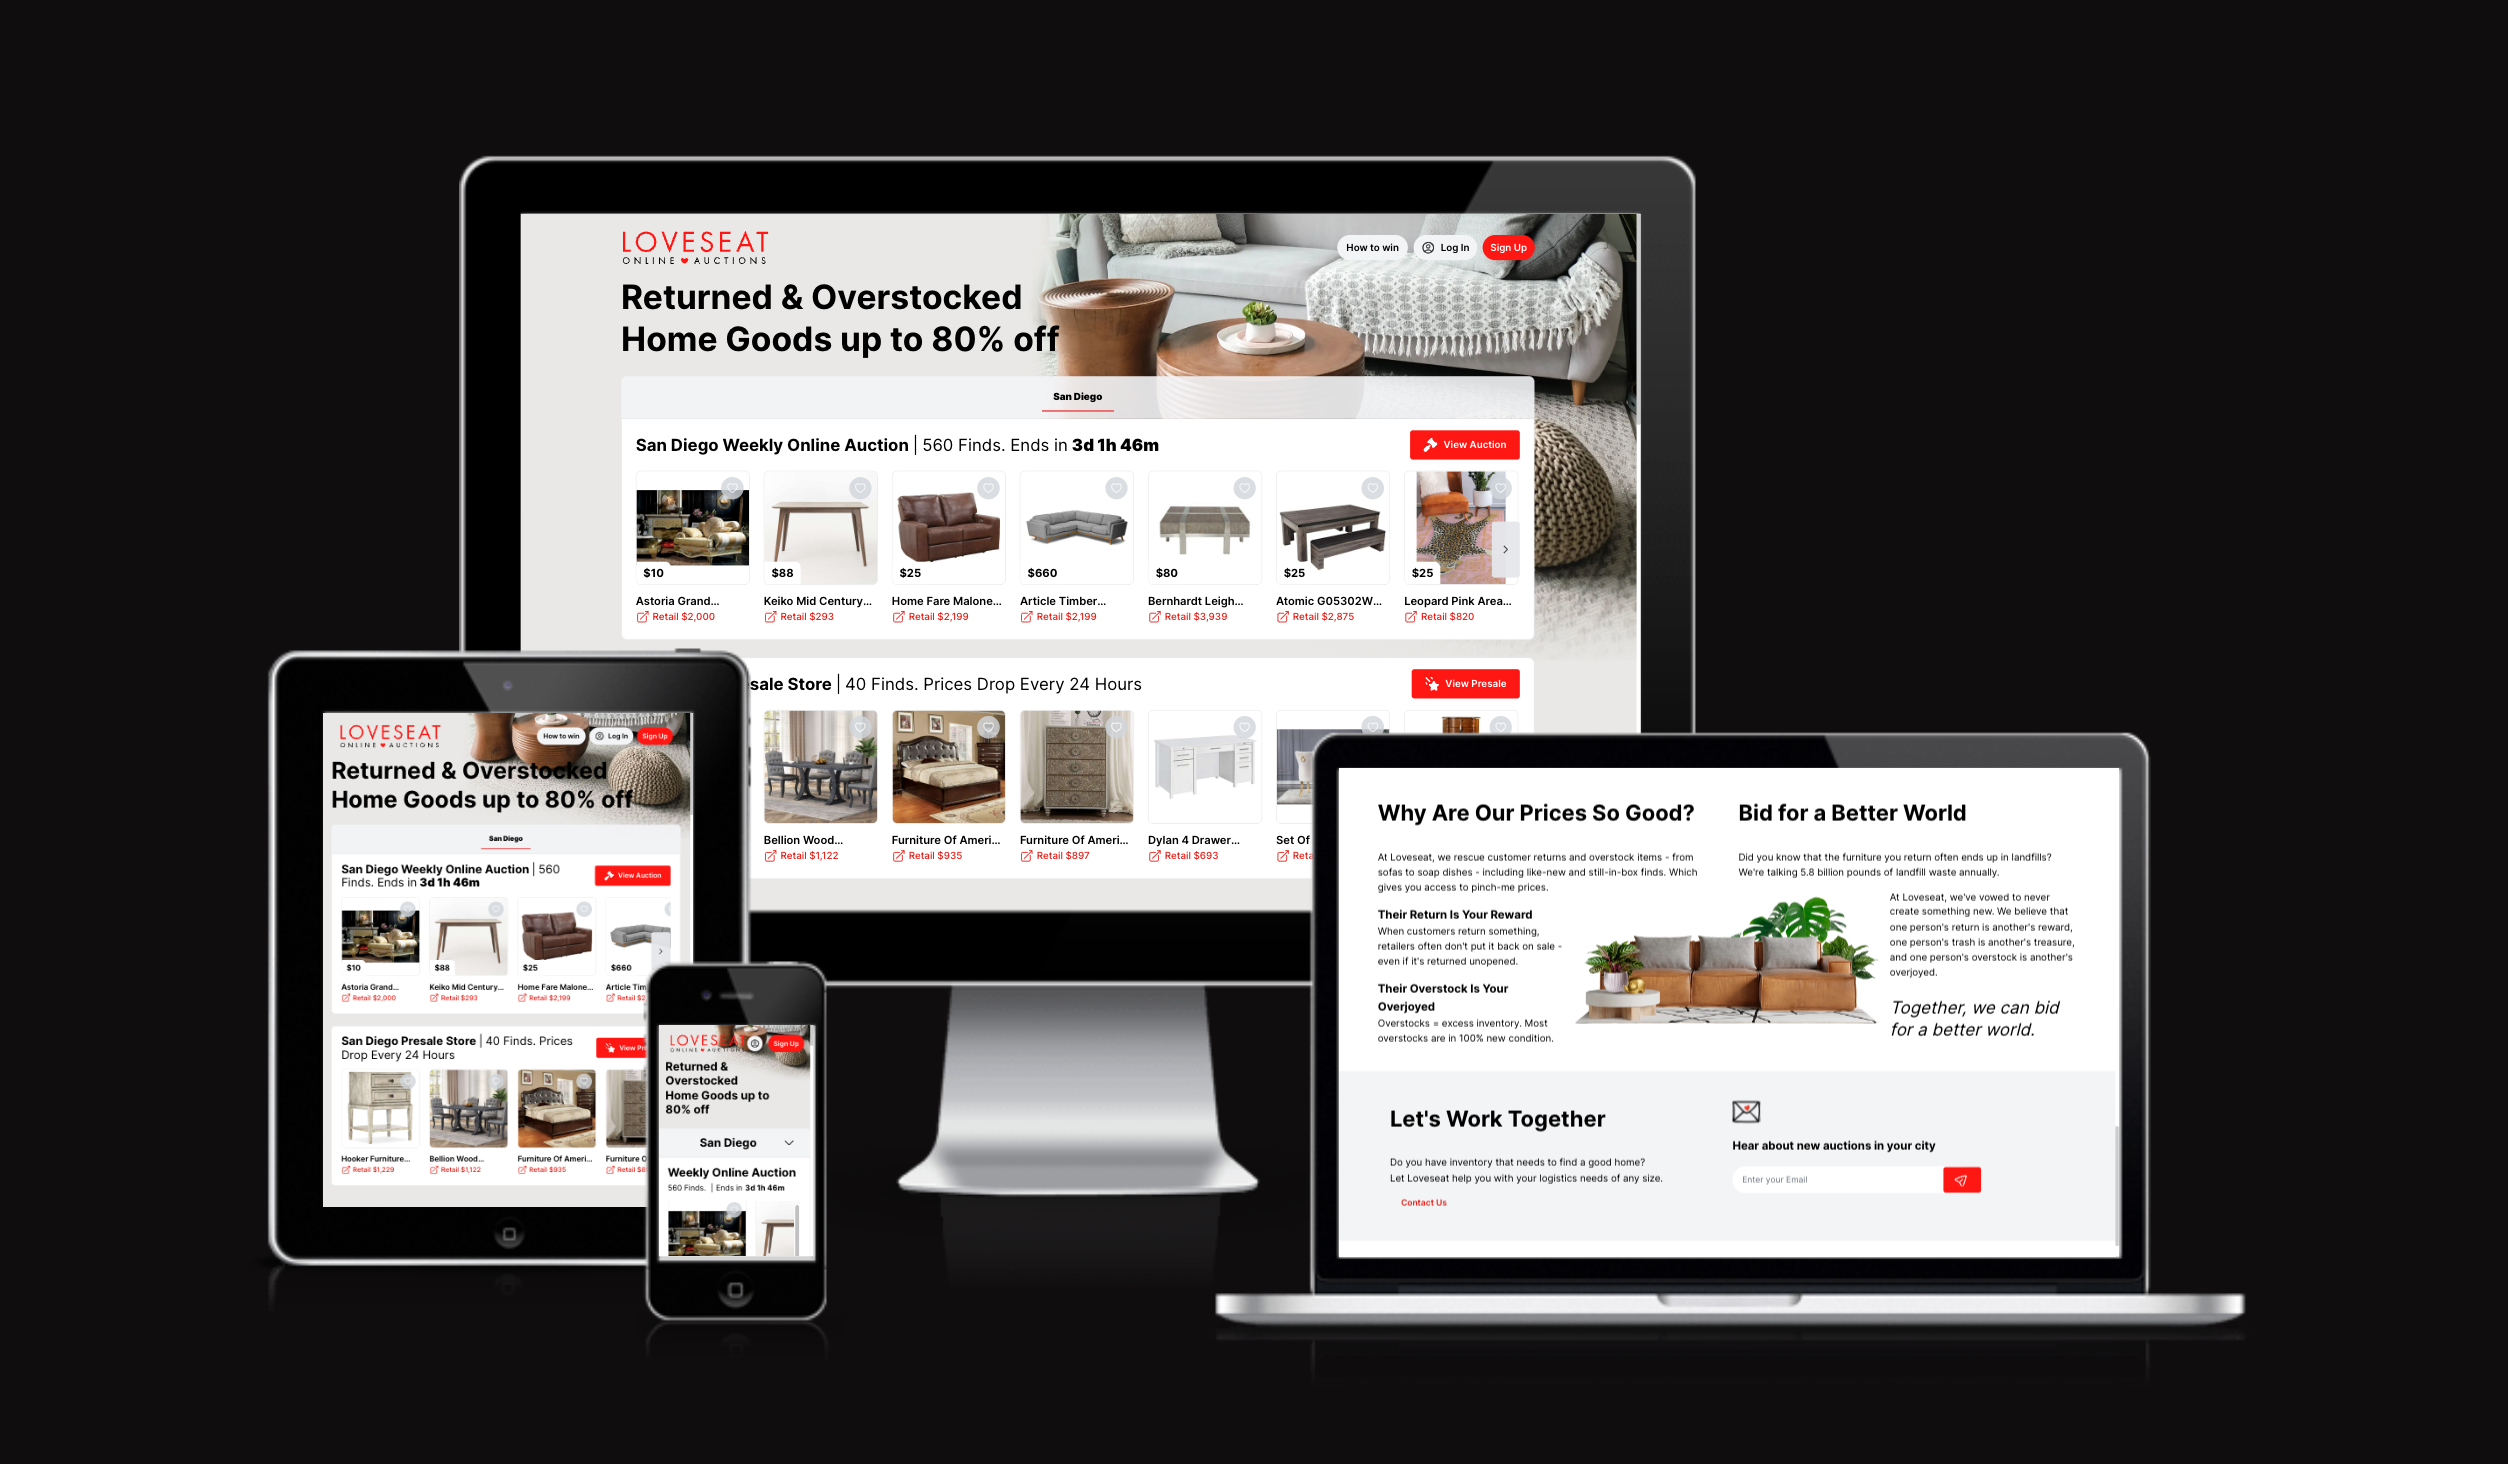 LOVESEAT
ONLINE AUCTIONS
How to win
Log In
Sign Up
Returned & Overstocked
Home Goods up to 80% off
San Diego
San Diego Weekly Online Auction | 560 Finds. Ends in 3d 1h 46m
View Auction
$10
$88
$25
$660
$80
$25
$25
Astoria Grand...
Keiko Mid Century...
Home Fare Malone...
Article Timber...
Bernhardt Leigh...
Atomic G05302W...
Leopard Pink Area...
Retail $2,000
Retail $293
Retail $2,199
Retail $2,199
Retail $3,939
Retail $2,875
Retail $820
sale Store | 40 Finds. Prices Drop Every 24 Hours
View Presale
Bellion Wood...
Furniture Of Ameri...
Furniture Of Ameri...
Dylan 4 Drawer...
Set Of
Retail $1,122
Retail $935
Retail $897
Retail $693
Reta
LOVESEAT
ONLINE AUCTIONS
How to win
Log In
Sign Up
Returned & Overstocked
Home Goods up to 80% off
San Diego
San Diego Weekly Online Auction | 560
Finds. Ends in 3d 1h 46m
View Auction
$10
$88
$25
$660
Astoria Grand...
Keiko Mid Century...
Home Fare Malone...
Article Tim
Retail $2,000
Retail $293
Retail $2,199
Retail $2
San Diego Presale Store | 40 Finds. Prices
Drop Every 24 Hours
View Pr
Hooker Furniture...
Bellion Wood...
Furniture Of Ameri...
Furniture O
Retail $1,229
Retail $1,122
Retail $935
Retail $8
LOVESEAT
ONLINE AUCTIONS
Sign Up
Returned &
Overstocked
Home Goods up to
80% off
San Diego
Weekly Online Auction
560 Finds. | Ends in 3d 1h 46m
Why Are Our Prices So Good?
At Loveseat, we rescue customer returns and overstock items - from
sofas to soap dishes - including like-new and still-in-box finds. Which
gives you access to pinch-me prices.
Their Return Is Your Reward
When customers return something,
retailers often don't put it back on sale -
even if it's returned unopened.
Their Overstock Is Your
Overjoyed
Overstocks = excess inventory. Most
overstocks are in 100% new condition.
Bid for a Better World
Did you know that the furniture you return often ends up in landfills?
We're talking 5.8 billion pounds of landfill waste annually.
At Loveseat, we've vowed to never
create something new. We believe that
one person's return is another's reward,
one person's trash is another's treasure,
and one person's overstock is another's
overjoyed.
Together, we can bid
for a better world.
Let's Work Together
Do you have inventory that needs to find a good home?
Let Loveseat help you with your logistics needs of any size.
Contact Us
Hear about new auctions in your city
Enter your Email